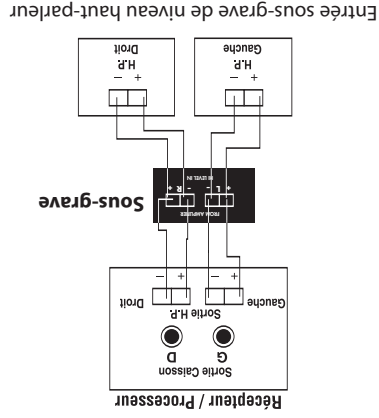 Récepteur / Processeur
Sortie Caisson
G D
Sortie H.P.
Gauche Droit
+ − + −
FROM AMPLIFIER
+ L − − R +
HI LEVEL IN
Sous-grave
+ − + −
H.P. H.P.
Gauche Droit
Entrée sous-grave de niveau haut-parleur